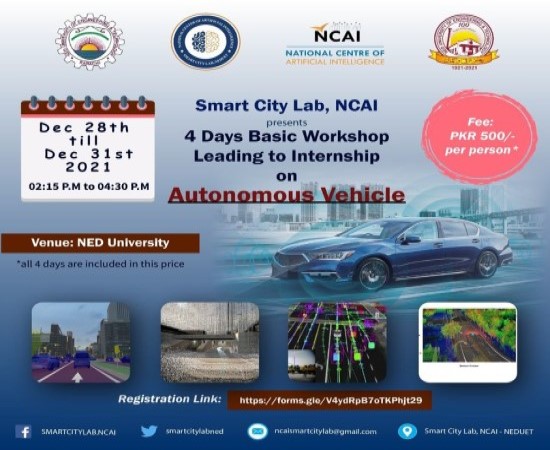 NCAI
NATIONAL CENTRE OF
ARTIFICIAL INTELLIGENCE
1921-2021
Smart City Lab, NCAI
presents
4 Days Basic Workshop
Leading to Internship
on
Autonomous Vehicle
Dec 28th
till
Dec 31st
2021
02:15 P.M to 04:30 P.M
Fee:
PKR 500/-
per person*
Venue: NED University
*all 4 days are included in this price
Registration Link: https://forms.gle/V4ydRpB7oTKPhjt29
SMARTCITYLAB.NCAI
smartcitylabned
ncaismartcitylab@gmail.com
Smart City Lab, NCAI - NEDUET